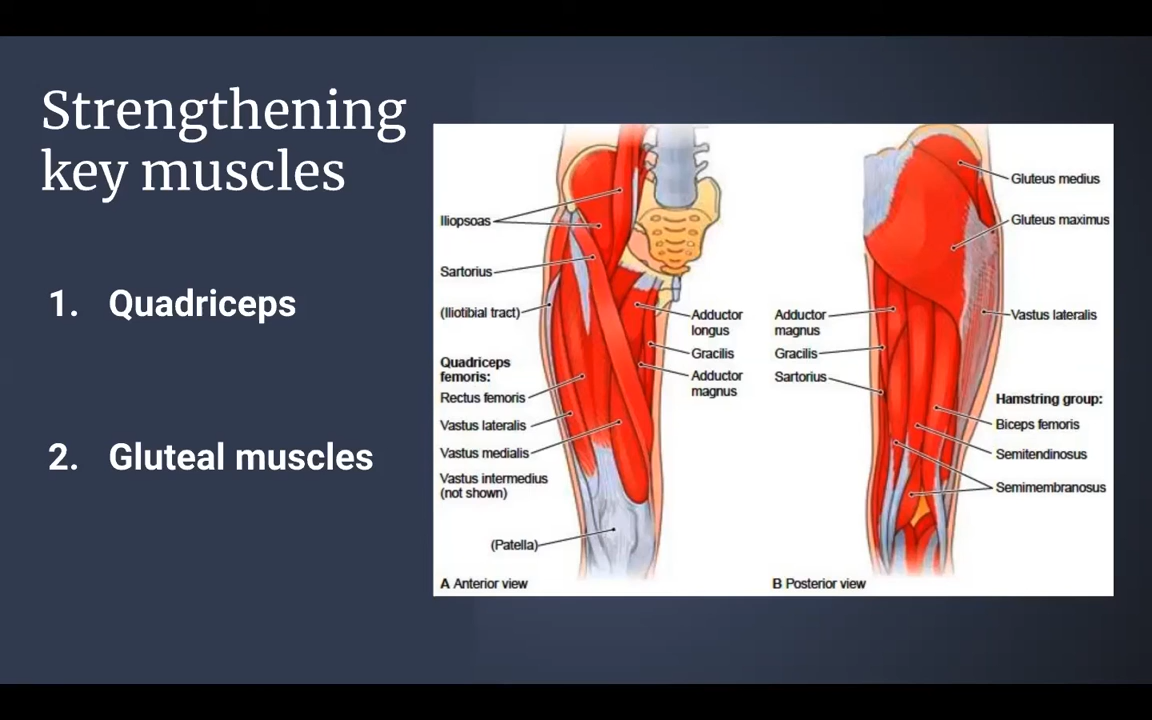 Strengthening
key muscles
1. Quadriceps
2. Gluteal muscles
Iliopsoas
Sartorius
(Iliotibial tract)
Quadriceps
femoris:
Rectus femoris
Vastus lateralis
Vastus medialis
Vastus intermedius
(not shown)
(Patella)
Adductor
longus
Gracilis
Adductor
magnus
A Anterior view
Adductor
magnus
Gracilis
Sartorius
Gluteus medius
Gluteus maximus
Vastus lateralis
Hamstring group:
Biceps femoris
Semitendinosus
Semimembranosus
B Posterior view